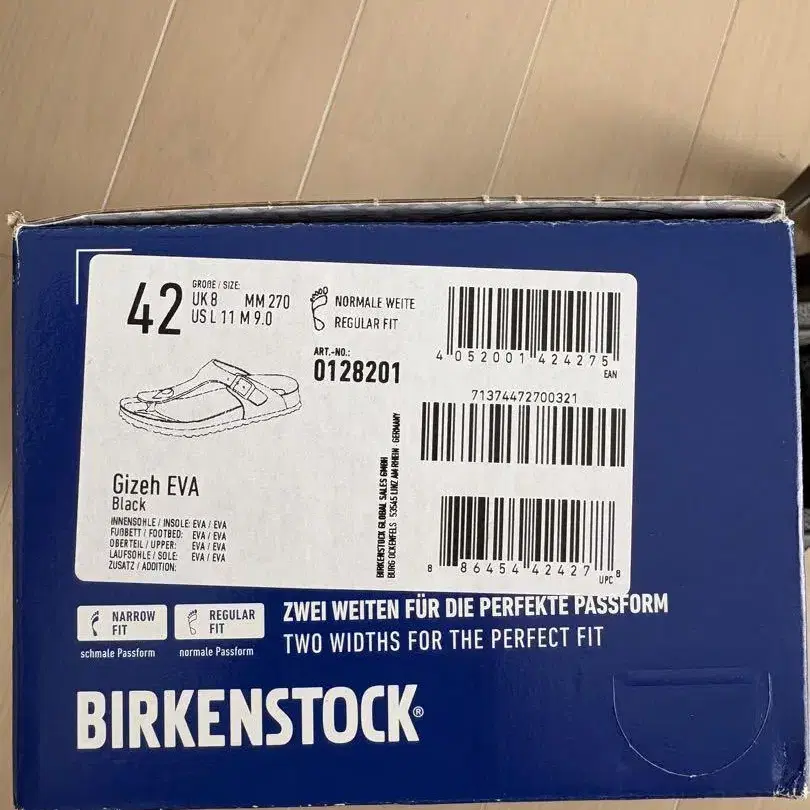 42
GRÖßE / SIZE:
UK 8 MM 270
US L 11 M 9.0
NORMALE WEITE
REGULAR FIT
ART.-NO.:
0128201
4 052001 424275
EAN
71374472700321
Gizeh EVA
Black
INNENSOHLE / INSOLE: EVA / EVA
FUßBETT / FOOTBED: EVA / EVA
OBERTEIL / UPPER: EVA / EVA
LAUFSOHLE / SOLE: EVA / EVA
ZUSATZ / ADDITION:
BIRKENSTOCK GLOBAL SALES GMBH
BURG OCKENFELS 53545 LINZ AM RHEIN GERMANY
8 86454 42427 8
UPC
NARROW FIT
schmale Passform
REGULAR FIT
normale Passform
ZWEI WEITEN FÜR DIE PERFEKTE PASSFORM
TWO WIDTHS FOR THE PERFECT FIT
BIRKENSTOCK®